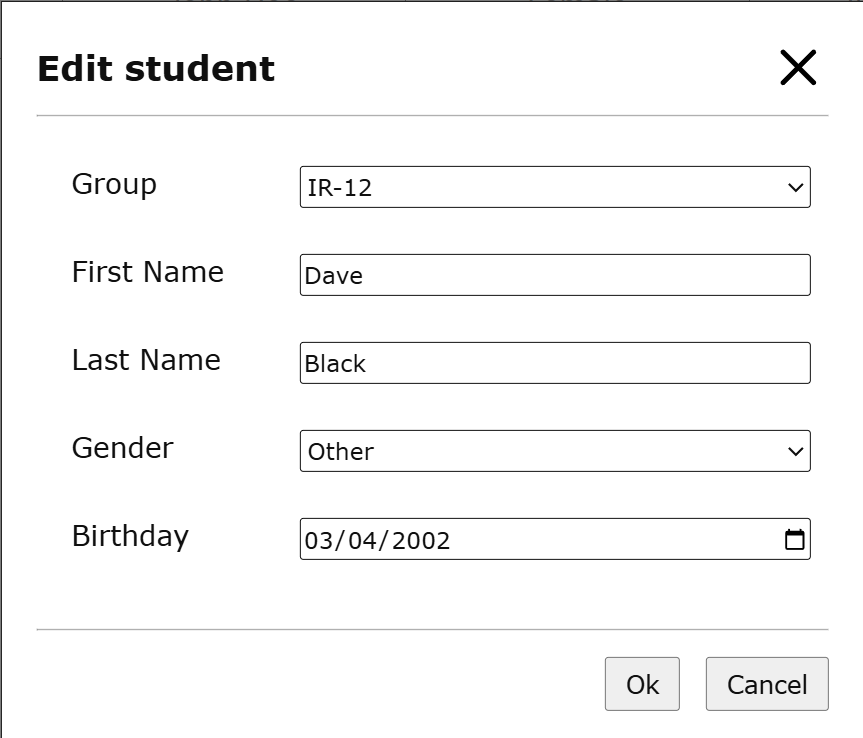 Edit student
Group IR-12
First Name Dave
Last Name Black
Gender Other
Birthday 03/04/2002
Ok Cancel